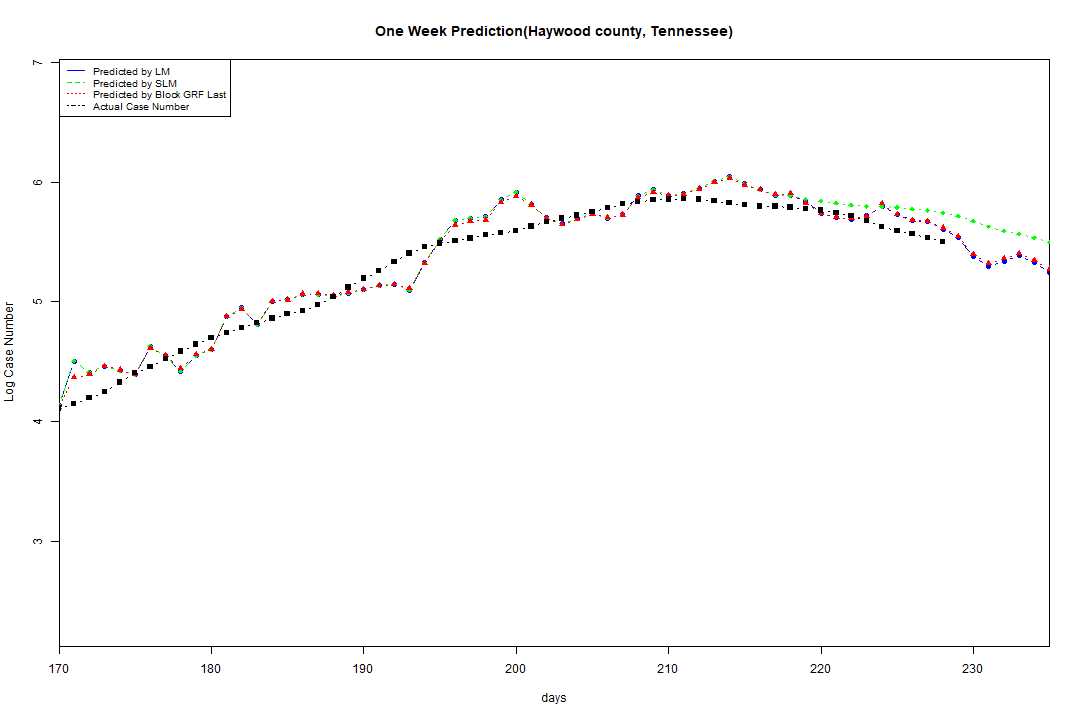 One Week Prediction(Haywood county, Tennessee)
Predicted by LM
Predicted by SLM
Predicted by Block GRF Last
Actual Case Number
7
6
5
4
3
Log Case Number
170 180 190 200 210 220 230
days